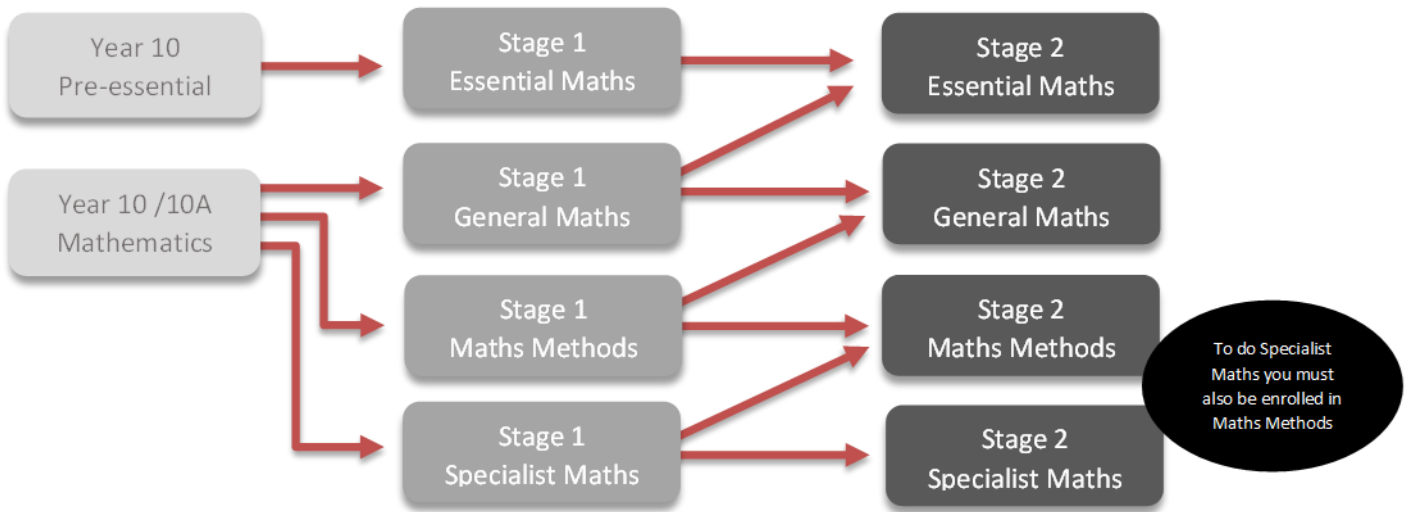 Year 10
Pre-essential
Stage 1
Essential Maths
Stage 2
Essential Maths
Year 10 /10A
Mathematics
Stage 1
General Maths
Stage 2
General Maths
Stage 1
Maths Methods
Stage 2
Maths Methods
To do Specialist
Maths you must
also be enrolled in
Maths Methods
Stage 1
Specialist Maths
Stage 2
Specialist Maths